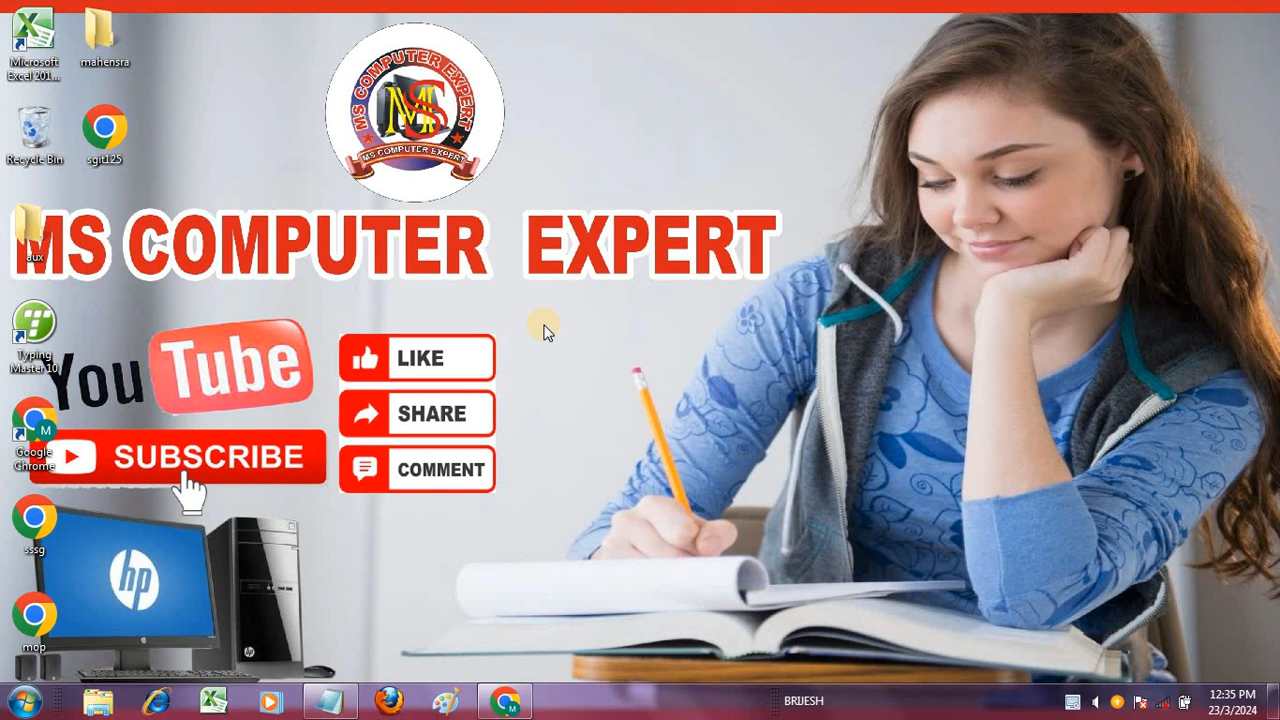 Microsoft
Excel 201...
mahensra
Recycle Bin
sgit125
MS COMPUTER EXPERT
MS
MS COMPUTER EXPERT
MS COMPUTER EXPERT
aux
Typing
Master 10
You Tube
LIKE
SHARE
COMMENT
M
Google
Chrome
SUBSCRIBE
sssg
hp
mop
M
BRIJESH
12:35 PM
23/3/2024